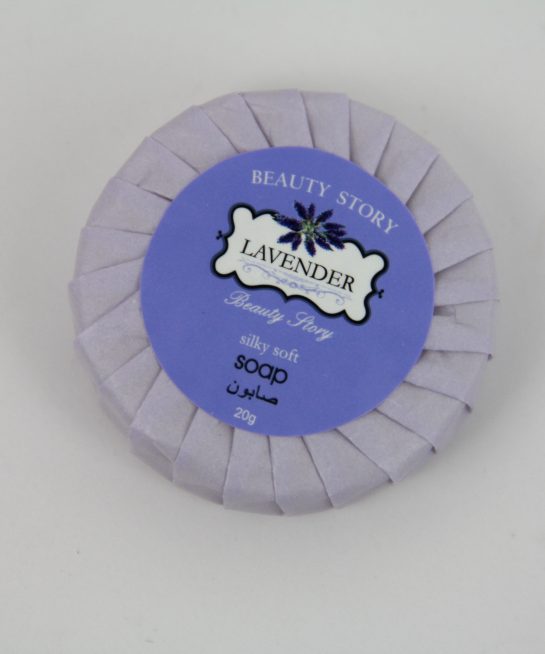 BEAUTY STORY
LAVENDER
Beauty Story
silky soft
soap
صابون
20g